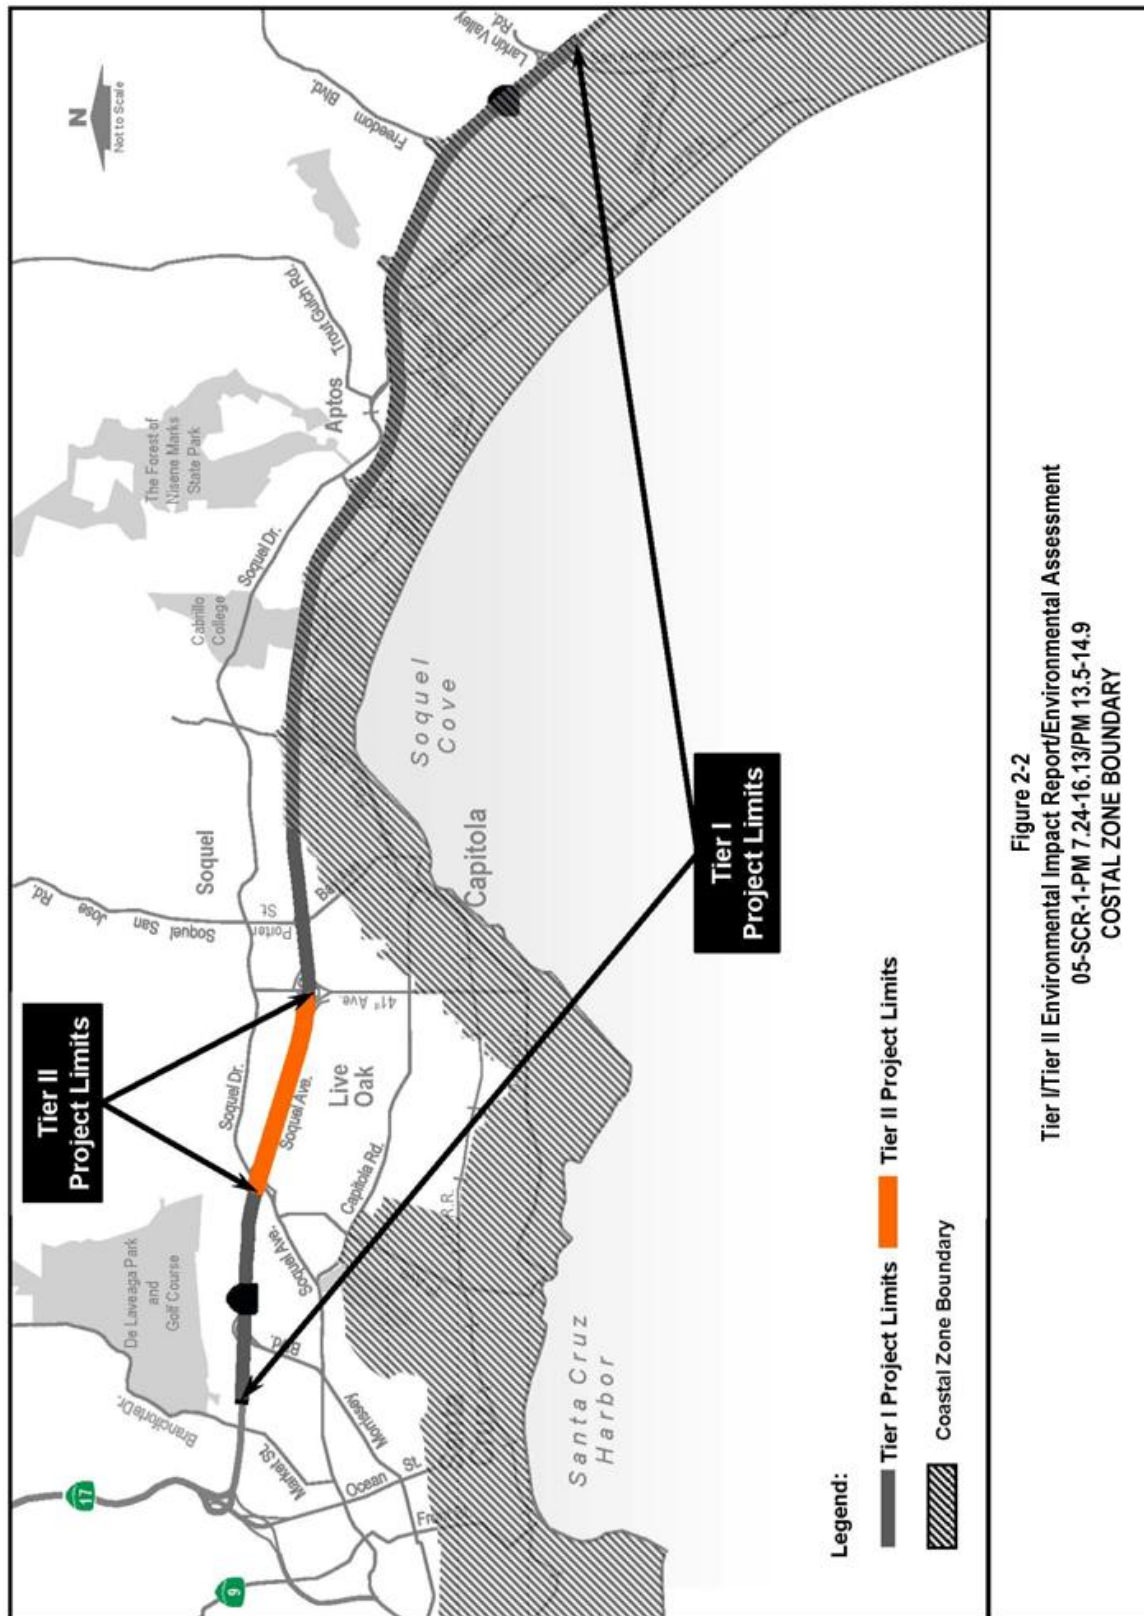 N
Not to Scale
17
9
Branciforte Dr.
De Laveaga Park
and
Golf Course
Market St.
Ocean St.
Morrissey
Blvd.
Soquel Ave.
Capitola Rd.
R.R.
Tier II
Project Limits
Soquel Dr.
Soquel Ave.
Live
Oak
41st Ave.
Soquel San Jose Rd.
Porter St.
Soquel
Capitola
Soquel
Cove
Cabrillo
College
Soquel Dr.
The Forest of
Nisene Marks
State Park
Aptos
Trout Gulch Rd.
Freedom Blvd.
Larkin Valley
Rd.
Santa Cruz
Harbor
Tier I
Project Limits
Legend:
Tier I Project Limits
Tier II Project Limits
Coastal Zone Boundary
Figure 2-2
Tier I/Tier II Environmental Impact Report/Environmental Assessment
05-SCR-1-PM 7.24-16.13/PM 13.5-14.9
COSTAL ZONE BOUNDARY